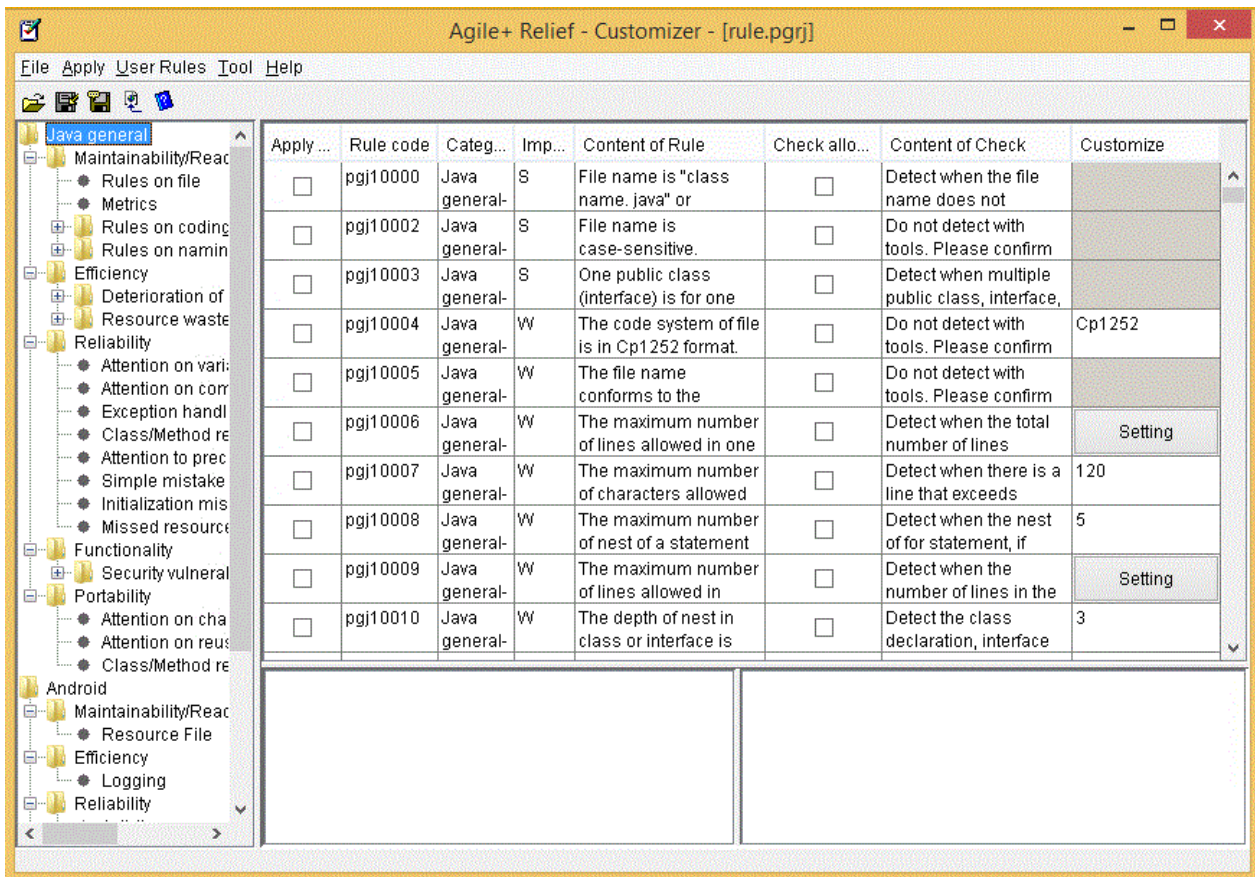 Agile+ Relief - Customizer - [rule.pgrj]
File Apply User Rules Tool Help
Java general
Maintainability/Reac
Rules on file
Metrics
Rules on coding
Rules on namin
Efficiency
Deterioration of
Resource waste
Reliability
Attention on vari
Attention on com
Exception handl
Class/Method re
Attention to prec
Simple mistake
Initialization mis
Missed resource
Functionality
Security vulneral
Portability
Attention on cha
Attention on reus
Class/Method re
Android
Maintainability/Reac
Resource File
Efficiency
Logging
Reliability
Apply ... Rule code Categ... Imp... Content of Rule Check allo... Content of Check Customize
pgj10000 Java S File name is "class Detect when the file
general- name. java" or name does not
pgj10002 Java S File name is Do not detect with
general- case-sensitive. tools. Please confirm
pgj10003 Java S One public class Detect when multiple
general- (interface) is for one public class, interface,
pgj10004 Java W The code system of file Do not detect with Cp1252
general- is in Cp1252 format. tools. Please confirm
pgj10005 Java W The file name Do not detect with
general- conforms to the tools. Please confirm
pgj10006 Java W The maximum number Detect when the total Setting
general- of lines allowed in one number of lines
pgj10007 Java W The maximum number Detect when there is a 120
general- of characters allowed line that exceeds
pgj10008 Java W The maximum number Detect when the nest 5
general- of nest of a statement of for statement, if
pgj10009 Java W The maximum number Detect when the Setting
general- of lines allowed in number of lines in the
pgj10010 Java W The depth of nest in Detect the class 3
general- class or interface is declaration, interface